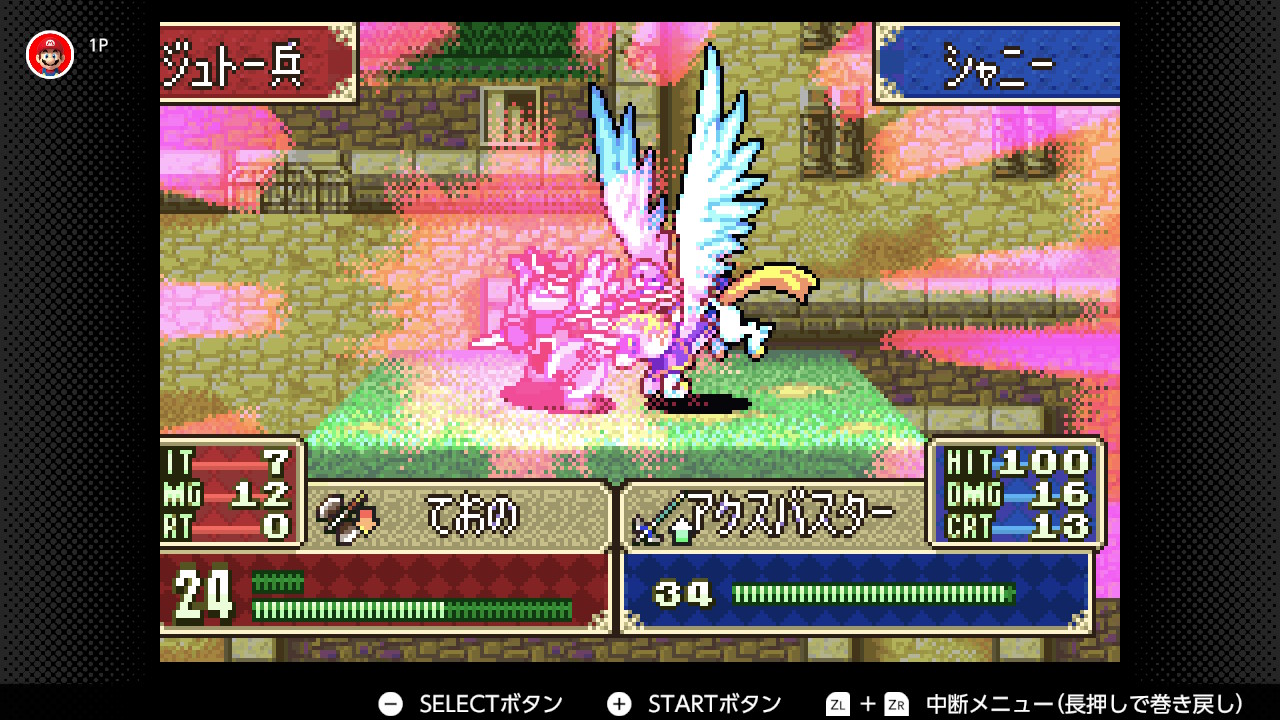 1P
ジュトー兵
シャニー
IT 7
MG 12
RT 0
ておの
アクスバスター
HIT 100
DMG 16
CRT 13
24
34
SELECTボタン
STARTボタン
ZL + ZR 中断メニュー(長押しで巻き戻し)